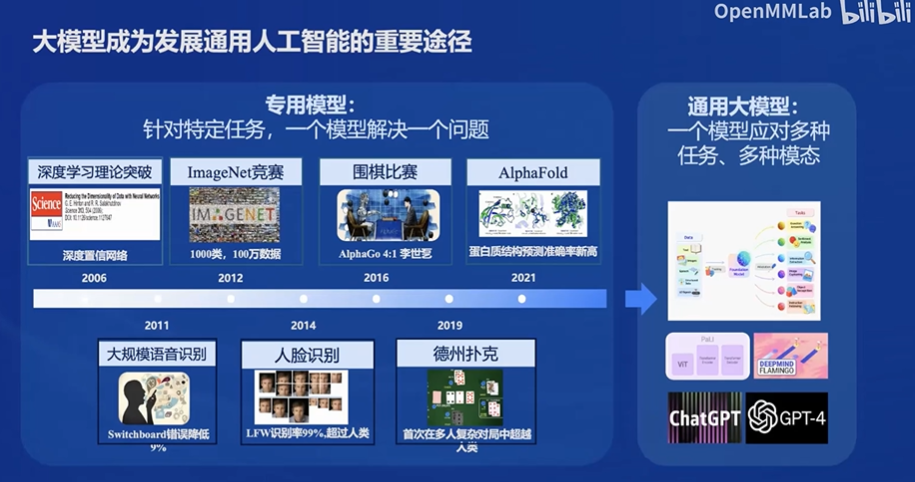 OpenMMLab bilibili
大模型成为发展通用人工智能的重要途径
专用模型：
针对特定任务，一个模型解决一个问题
深度学习理论突破
Science
Reducing the Dimensionality of Data with Neural Networks
深度置信网络
2006
ImageNet竞赛
IMAGENET
1000类，100万数据
2012
围棋比赛
AlphaGo 4:1 李世乭
2016
AlphaFold
蛋白质结构预测准确率新高
2021
2011
大规模语音识别
Switchboard错误降低
9%
2014
人脸识别
LFW识别率99%,超过人类
2019
德州扑克
首次在多人复杂对局中超越
人类
通用大模型：
一个模型应对多种
任务、多种模态
Data
Tasks
Foundation
Model
PaLI
ViT
DEEPMIND
FLAMINGO
ChatGPT
GPT-4